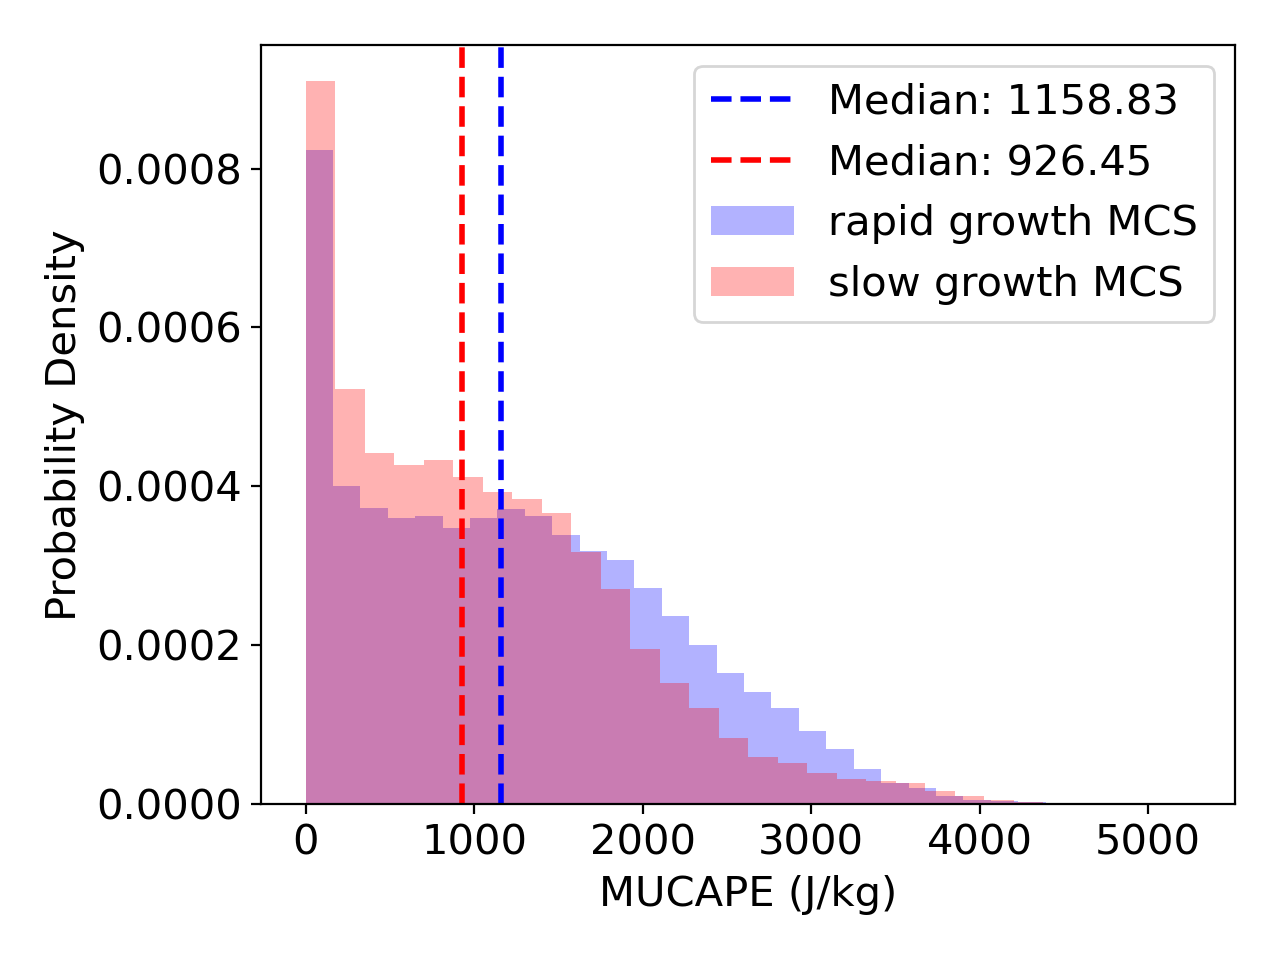 Median: 1158.83
Median: 926.45
rapid growth MCS
slow growth MCS
Probability Density
0.0008
0.0006
0.0004
0.0002
0.0000
0 1000 2000 3000 4000 5000
MUCAPE (J/kg)